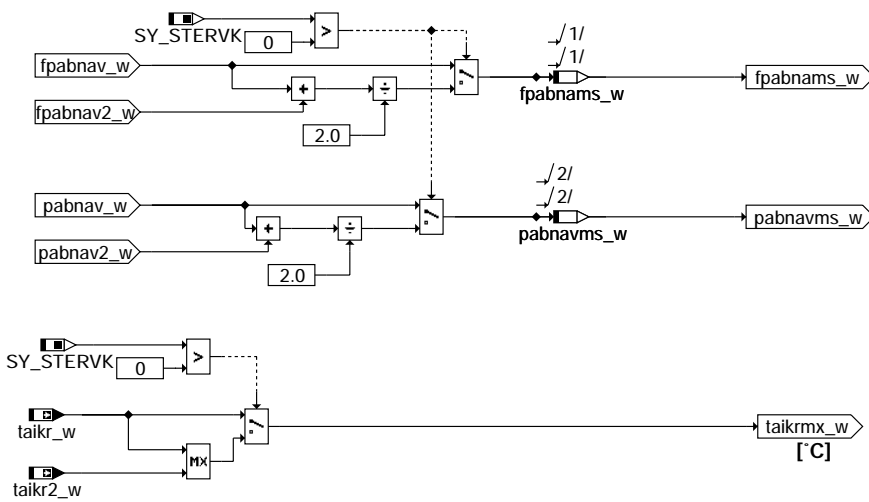 SY_STERVK
0
>
/1/
/1/
fpabnav_w
+
÷
fpabnams_w
fpabnams_w
fpabnav2_w
2.0
/2/
/2/
pabnav_w
+
÷
pabnavms_w
pabnavms_w
pabnav2_w
2.0
SY_STERVK
0
>
taikr_w
MX
taikrmx_w
[°C]
taikr2_w